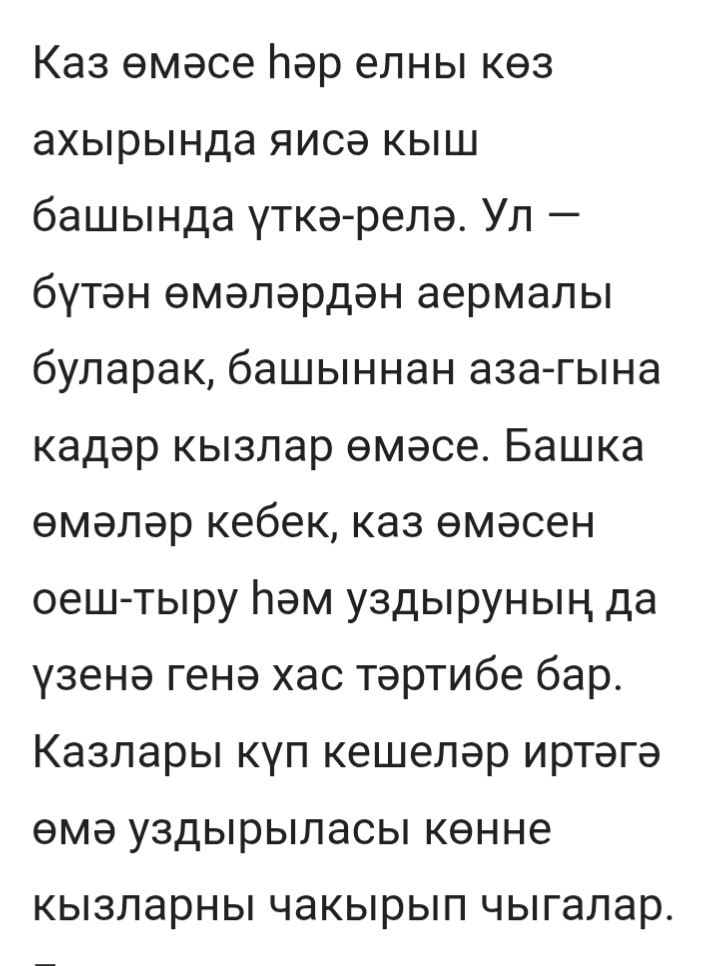 Каз өмәсе һәр елны көз
ахырында яисә кыш
башында үткә-релә. Ул —
бүтән өмәләрдән аермалы
буларак, башыннан аза-гына
кадәр кызлар өмәсе. Башка
өмәләр кебек, каз өмәсен
оеш-тыру һәм уздыруның да
үзенә генә хас тәртибе бар.
Казлары күп кешеләр иртәгә
өмә уздырыласы көнне
кызларны чакырып чыгалар.